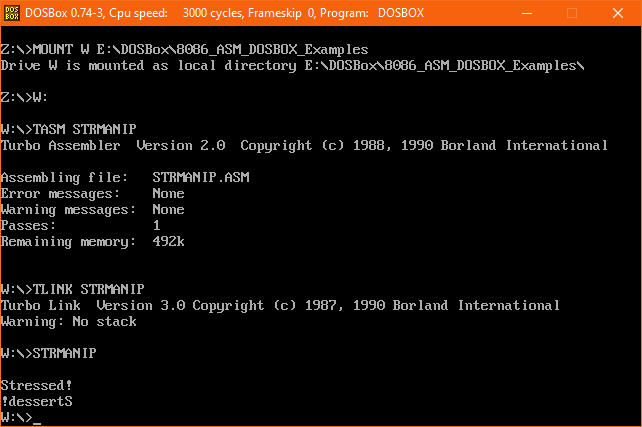 DOSBox 0.74-3, Cpu speed:    3000 cycles, Frameskip  0, Program:   DOSBOX
DOS
BOX
Z:\>MOUNT W E:\DOSBox\8086_ASM_DOSBOX_Examples
Drive W is mounted as local directory E:\DOSBox\8086_ASM_DOSBOX_Examples\
Z:\>W:
W:\>TASM STRMANIP
Turbo Assembler  Version 2.0  Copyright (c) 1988, 1990 Borland International
Assembling file:   STRMANIP.ASM
Error messages:    None
Warning messages:  None
Passes:            1
Remaining memory:  492k
W:\>TLINK STRMANIP
Turbo Link  Version 3.0 Copyright (c) 1987, 1990 Borland International
Warning: No stack
W:\>STRMANIP
Stressed!
!dessertS
W:\>_